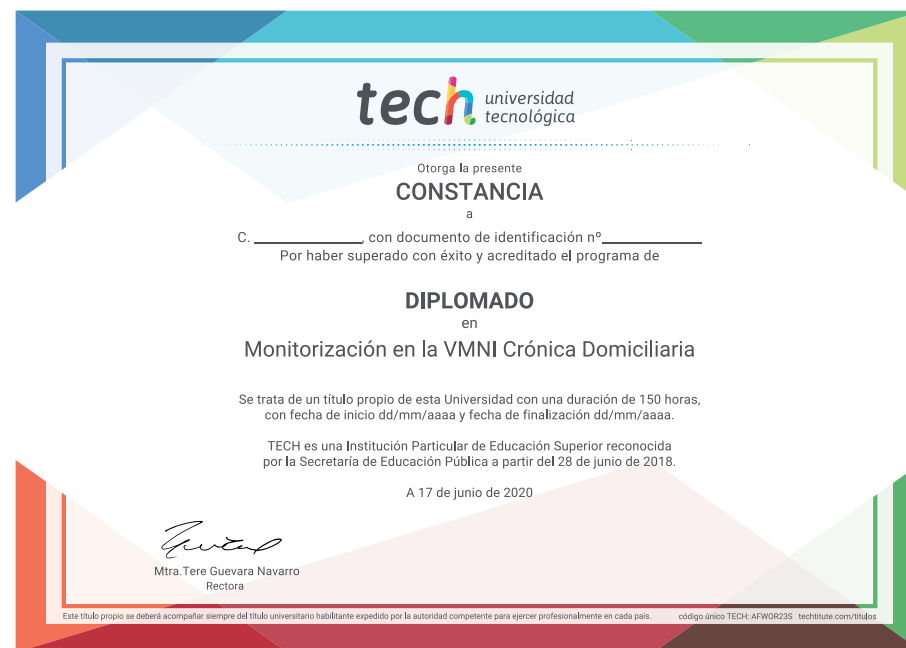 tech universidad
tecnológica
Otorga la presente
CONSTANCIA
a
C. ______________, con documento de identificación nº_____________
Por haber superado con éxito y acreditado el programa de
DIPLOMADO
en
Monitorización en la VMNI Crónica Domiciliaria
Se trata de un título propio de esta Universidad con una duración de 150 horas,
con fecha de inicio dd/mm/aaaa y fecha de finalización dd/mm/aaaa.
TECH es una Institución Particular de Educación Superior reconocida
por la Secretaría de Educación Pública a partir del 28 de junio de 2018.
A 17 de junio de 2020
Mtra.Tere Guevara Navarro
Rectora
Este título propio se deberá acompañar siempre del título universitario habilitante expedido por la autoridad competente para ejercer profesionalmente en cada país. código único TECH: AFWOR23S techtitute.com/titulos